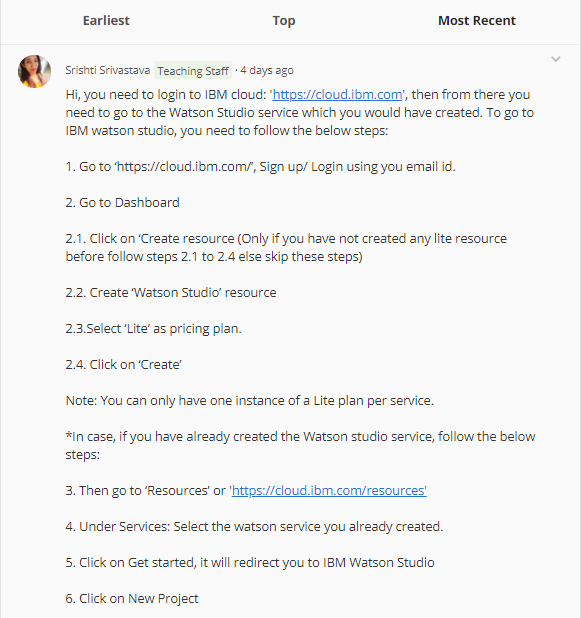 Earliest Top Most Recent
Srishti Srivastava Teaching Staff · 4 days ago
Hi, you need to login to IBM cloud: 'https://cloud.ibm.com', then from there you
need to go to the Watson Studio service which you would have created. To go to
IBM watson studio, you need to follow the below steps:
1. Go to ‘https://cloud.ibm.com/’, Sign up/ Login using you email id.
2. Go to Dashboard
2.1. Click on ‘Create resource (Only if you have not created any lite resource
before follow steps 2.1 to 2.4 else skip these steps)
2.2. Create ‘Watson Studio’ resource
2.3.Select ‘Lite’ as pricing plan.
2.4. Click on ‘Create’
Note: You can only have one instance of a Lite plan per service.
*In case, if you have already created the Watson studio service, follow the below
steps:
3. Then go to ‘Resources’ or 'https://cloud.ibm.com/resources'
4. Under Services: Select the watson service you already created.
5. Click on Get started, it will redirect you to IBM Watson Studio
6. Click on New Project